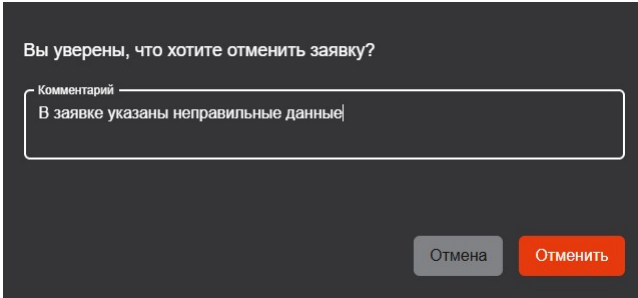 Вы уверены, что хотите отменить заявку?
Комментарий
В заявке указаны неправильные данные
Отмена
Отменить